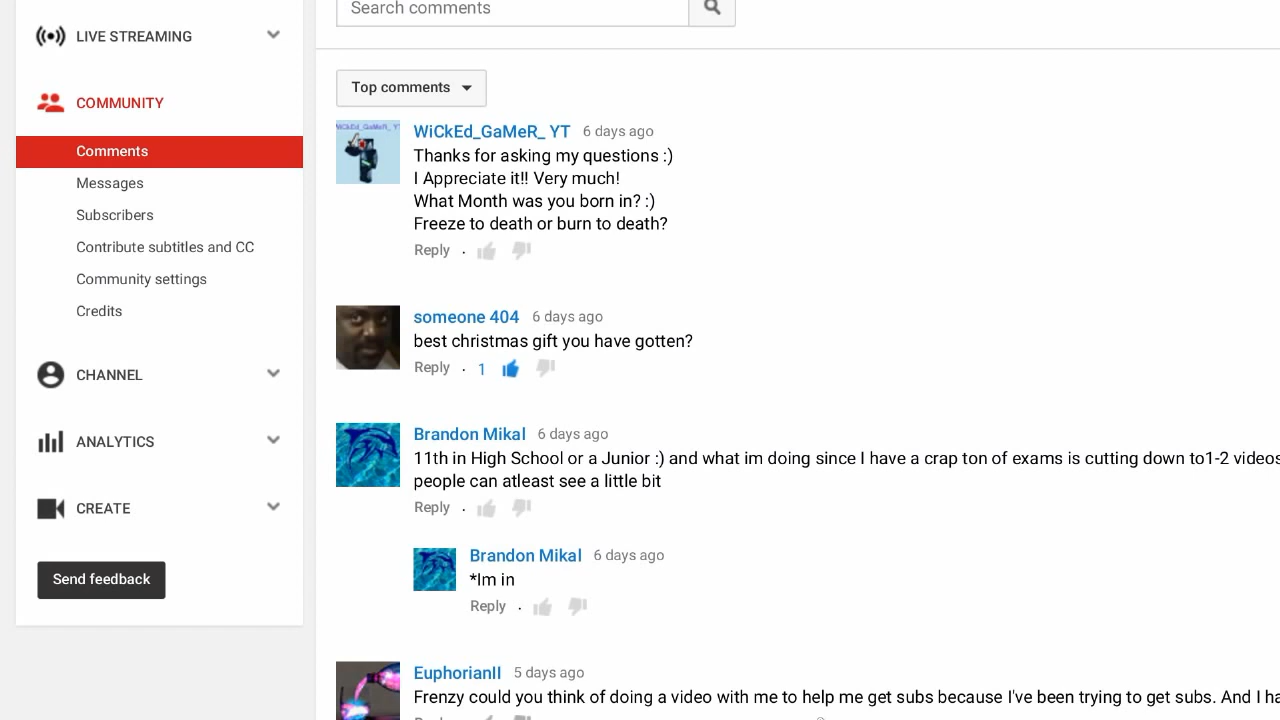 Search comments
LIVE STREAMING
COMMUNITY
Comments
Messages
Subscribers
Contribute subtitles and CC
Community settings
Credits
CHANNEL
ANALYTICS
CREATE
Send feedback
Top comments
WiCkEd_GaMeR_ YT 6 days ago
Thanks for asking my questions :)
I Appreciate it!! Very much!
What Month was you born in? :)
Freeze to death or burn to death?
Reply .
someone 404 6 days ago
best christmas gift you have gotten?
Reply . 1
Brandon Mikal 6 days ago
11th in High School or a Junior :) and what im doing since I have a crap ton of exams is cutting down to1-2 videos
people can atleast see a little bit
Reply .
Brandon Mikal 6 days ago
*Im in
Reply .
EuphorianII 5 days ago
Frenzy could you think of doing a video with me to help me get subs because I've been trying to get subs. And I ha